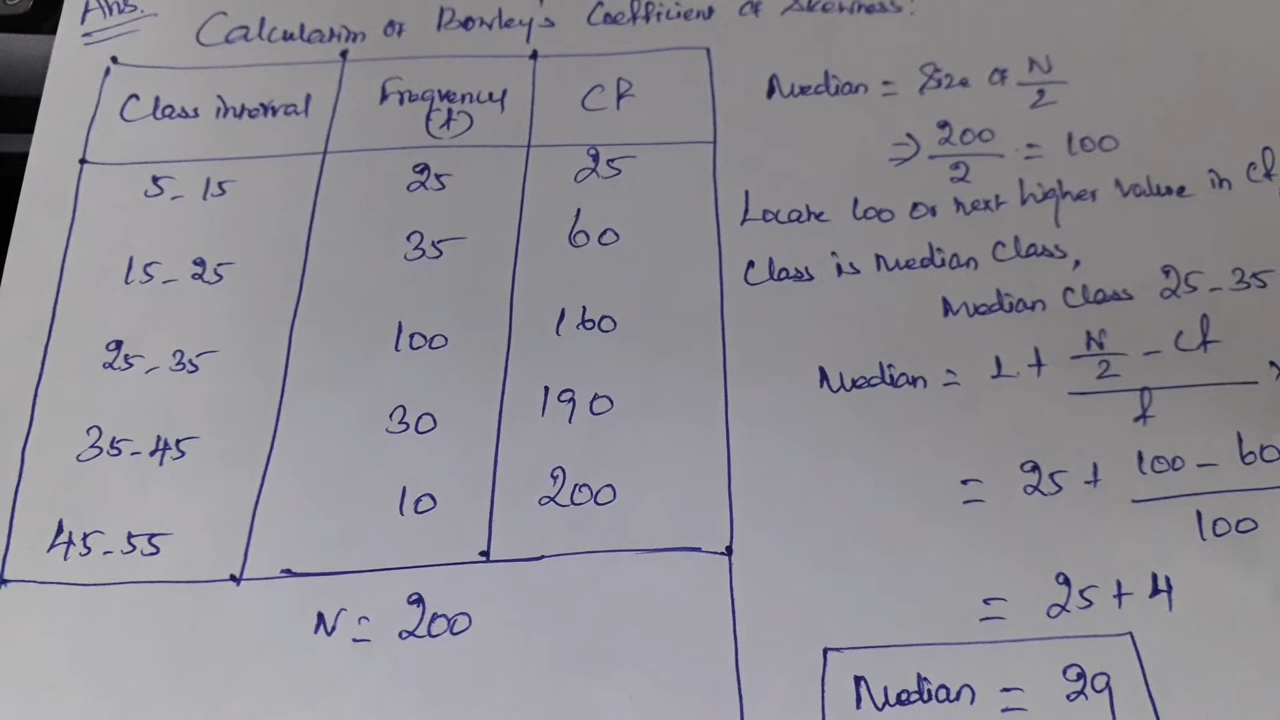 Ans.
Calculation of Bowley's Coefficient of Skewness:
Class interval Frequency (f) CF
5-15 25 25
15-25 35 60
25-35 100 160
35-45 30 190
45-55 10 200
N = 200
Median = Size of N/2
⇒ 200/2 = 100
Locate 100 or next higher value in cf
Class is Median Class,
Median Class 25-35
Median = L + N/2 - cf / f
= 25 + 100 - 60 / 100
= 25 + 4
Median = 29